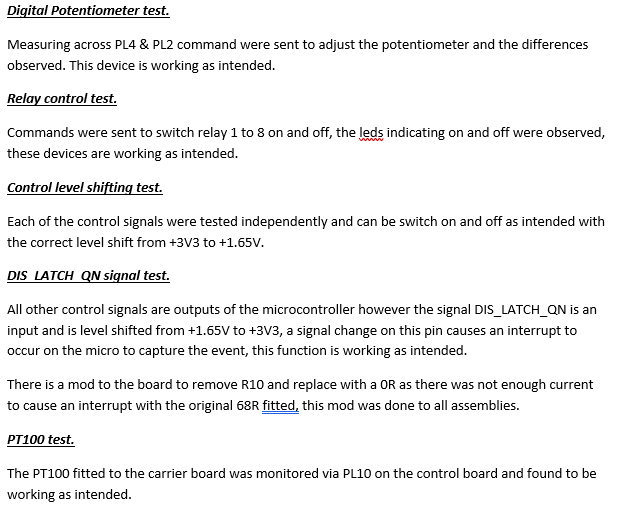 Digital Potentiometer test.
Measuring across PL4 & PL2 command were sent to adjust the potentiometer and the differences
observed. This device is working as intended.
Relay control test.
Commands were sent to switch relay 1 to 8 on and off, the leds indicating on and off were observed,
these devices are working as intended.
Control level shifting test.
Each of the control signals were tested independently and can be switch on and off as intended with
the correct level shift from +3V3 to +1.65V.
DIS_LATCH_QN signal test.
All other control signals are outputs of the microcontroller however the signal DIS_LATCH_QN is an
input and is level shifted from +1.65V to +3V3, a signal change on this pin causes an interrupt to
occur on the micro to capture the event, this function is working as intended.
There is a mod to the board to remove R10 and replace with a 0R as there was not enough current
to cause an interrupt with the original 68R fitted, this mod was done to all assemblies.
PT100 test.
The PT100 fitted to the carrier board was monitored via PL10 on the control board and found to be
working as intended.